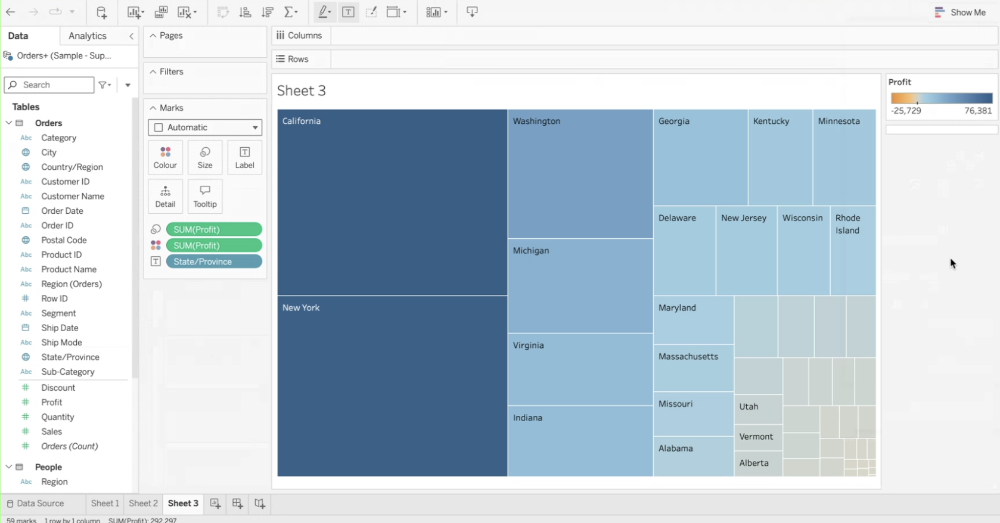 Show Me
Data
Analytics
Pages
Columns
Orders+ (Sample - Sup...
Rows
Filters
Search
Tables
Orders
Abc Category
City
Country/Region
Abc Customer ID
Abc Customer Name
Order Date
Abc Order ID
Postal Code
Abc Product ID
Abc Product Name
Abc Region (Orders)
# Row ID
Abc Segment
Ship Date
Abc Ship Mode
State/Province
Abc Sub-Category
# Discount
# Profit
# Quantity
# Sales
# Orders (Count)
People
Abc Region
Marks
Automatic
Colour
Size
Label
Detail
Tooltip
SUM(Profit)
SUM(Profit)
State/Province
Sheet 3
California
New York
Washington
Michigan
Virginia
Indiana
Georgia
Kentucky
Minnesota
Delaware
New Jersey
Wisconsin
Rhode
Island
Maryland
Massachusetts
Missouri
Alabama
Utah
Vermont
Alberta
Profit
-25,729
76,381
Data Source
Sheet 1
Sheet 2
Sheet 3
59 marks 1 row by 1 column SUM(Profit): 292,297